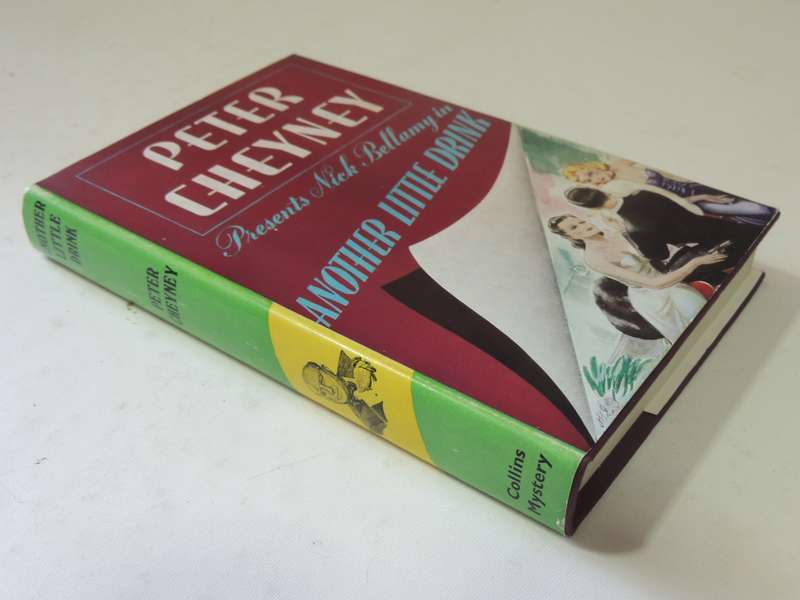 PETER
CHEYNEY
Presents Nick Bellamy in
ANOTHER LITTLE DRINK
ANOTHER
LITTLE
DRINK
PETER
CHEYNEY
Collins
Mystery